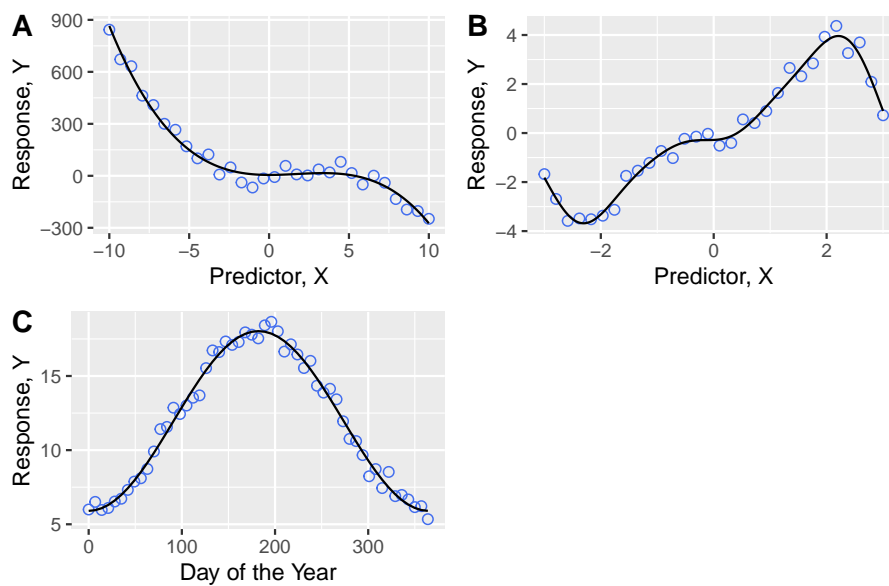 A
Response, Y
900
600
300
0
−300
−10
−5
0
5
10
Predictor, X
B
Response, Y
4
2
0
−2
−4
−2
0
2
Predictor, X
C
Response, Y
15
10
5
0
100
200
300
Day of the Year